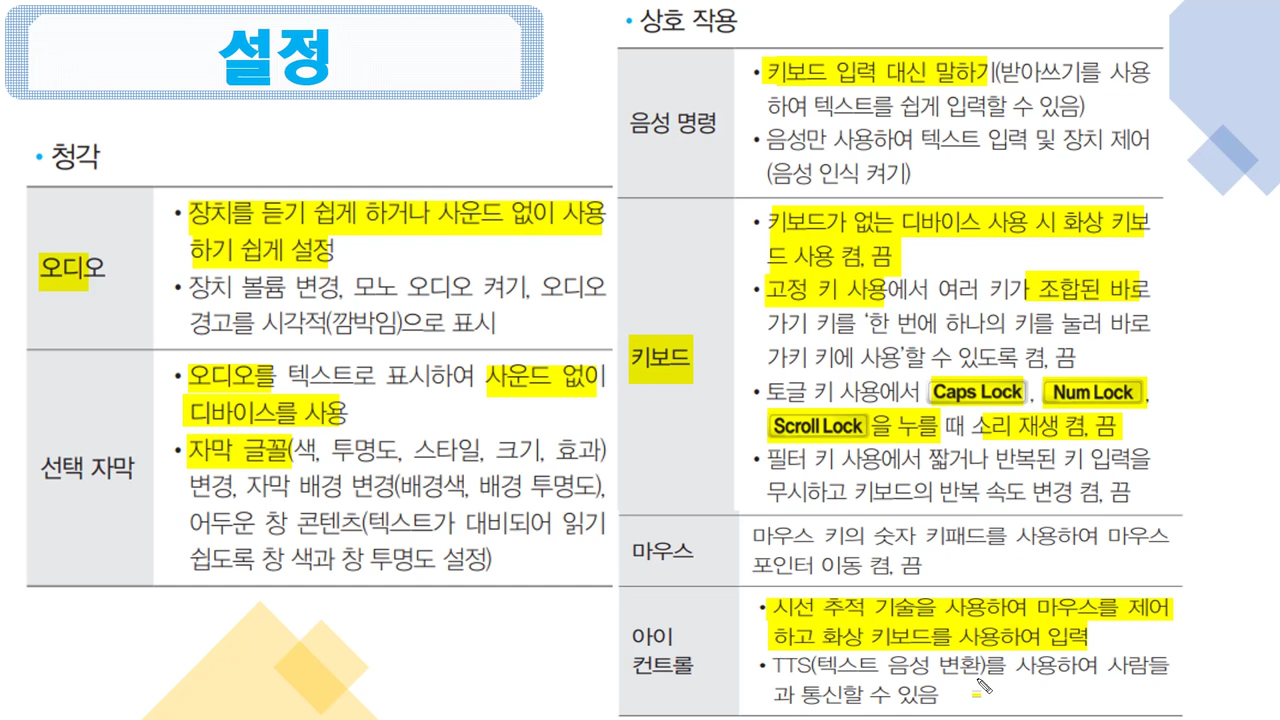 설정
• 청각
오디오
• 장치를 듣기 쉽게 하거나 사운드 없이 사용
하기 쉽게 설정
• 장치 볼륨 변경, 모노 오디오 켜기, 오디오
경고를 시각적(깜박임)으로 표시
선택 자막
• 오디오를 텍스트로 표시하여 사운드 없이
디바이스를 사용
• 자막 글꼴(색, 투명도, 스타일, 크기, 효과)
변경, 자막 배경 변경(배경색, 배경 투명도),
어두운 창 콘텐츠(텍스트가 대비되어 읽기
쉽도록 창 색과 창 투명도 설정)
• 상호 작용
음성 명령
• 키보드 입력 대신 말하기(받아쓰기를 사용
하여 텍스트를 쉽게 입력할 수 있음)
• 음성만 사용하여 텍스트 입력 및 장치 제어
(음성 인식 켜기)
키보드
• 키보드가 없는 디바이스 사용 시 화상 키보
드 사용 켬, 끔
• 고정 키 사용에서 여러 키가 조합된 바로
가기 키를 ‘한 번에 하나의 키를 눌러 바로
가키 키에 사용’할 수 있도록 켬, 끔
• 토글 키 사용에서 Caps Lock, Num Lock,
Scroll Lock을 누를 때 소리 재생 켬, 끔
• 필터 키 사용에서 짧거나 반복된 키 입력을
무시하고 키보드의 반복 속도 변경 켬, 끔
마우스
마우스 키의 숫자 키패드를 사용하여 마우스
포인터 이동 켬, 끔
아이
컨트롤
• 시선 추적 기술을 사용하여 마우스를 제어
하고 화상 키보드를 사용하여 입력
• TTS(텍스트 음성 변환)를 사용하여 사람들
과 통신할 수 있음